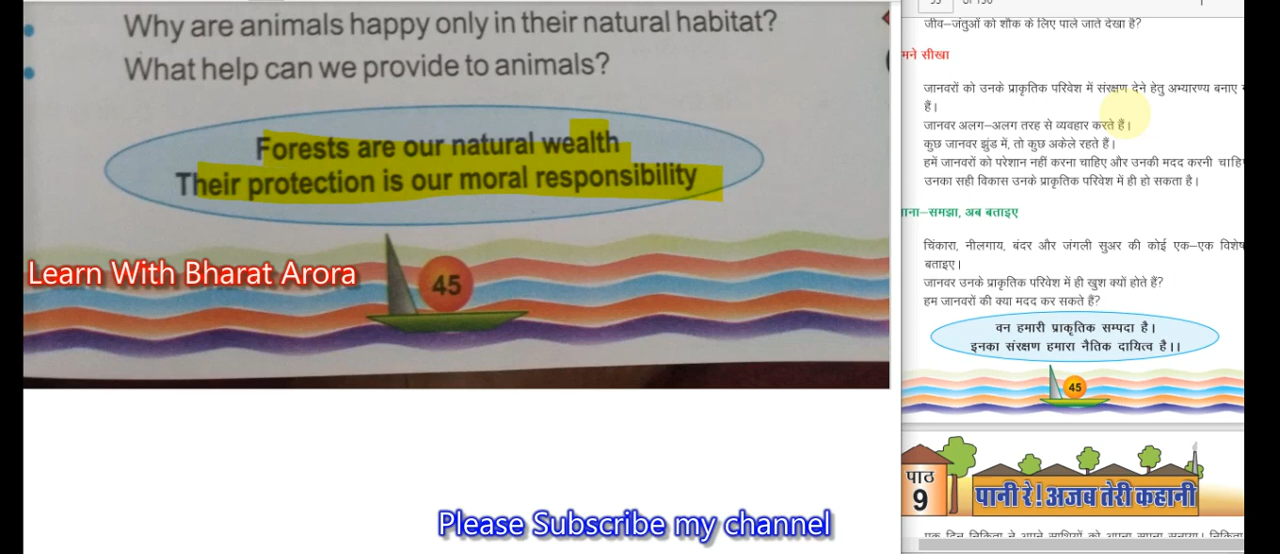 Why are animals happy only in their natural habitat?
What help can we provide to animals?
Forests are our natural wealth
Their protection is our moral responsibility
45
Learn With Bharat Arora
Please Subscribe my channel
जीव–जंतुओं को शौक के लिए पाले जाते देखा है?
मने सीखा
जानवरों को उनके प्राकृतिक परिवेश में संरक्षण देने हेतु अभ्यारण्य बनाए
हैं।
जानवर अलग–अलग तरह से व्यवहार करते हैं।
कुछ जानवर झुंड में, तो कुछ अकेले रहते हैं।
हमें जानवरों को परेशान नहीं करना चाहिए और उनकी मदद करनी चाहि
उनका सही विकास उनके प्राकृतिक परिवेश में ही हो सकता है।
ाना–समझा, अब बताइए
चिंकारा, नीलगाय, बंदर और जंगली सुअर की कोई एक–एक विशेष
बताइए।
जानवर उनके प्राकृतिक परिवेश में ही खुश क्यों होते हैं?
हम जानवरों की क्या मदद कर सकते हैं?
वन हमारी प्राकृतिक सम्पदा है।
इनका संरक्षण हमारा नैतिक दायित्व है।।
45
पाठ
9
पानी रे! अजब तेरी कहानी